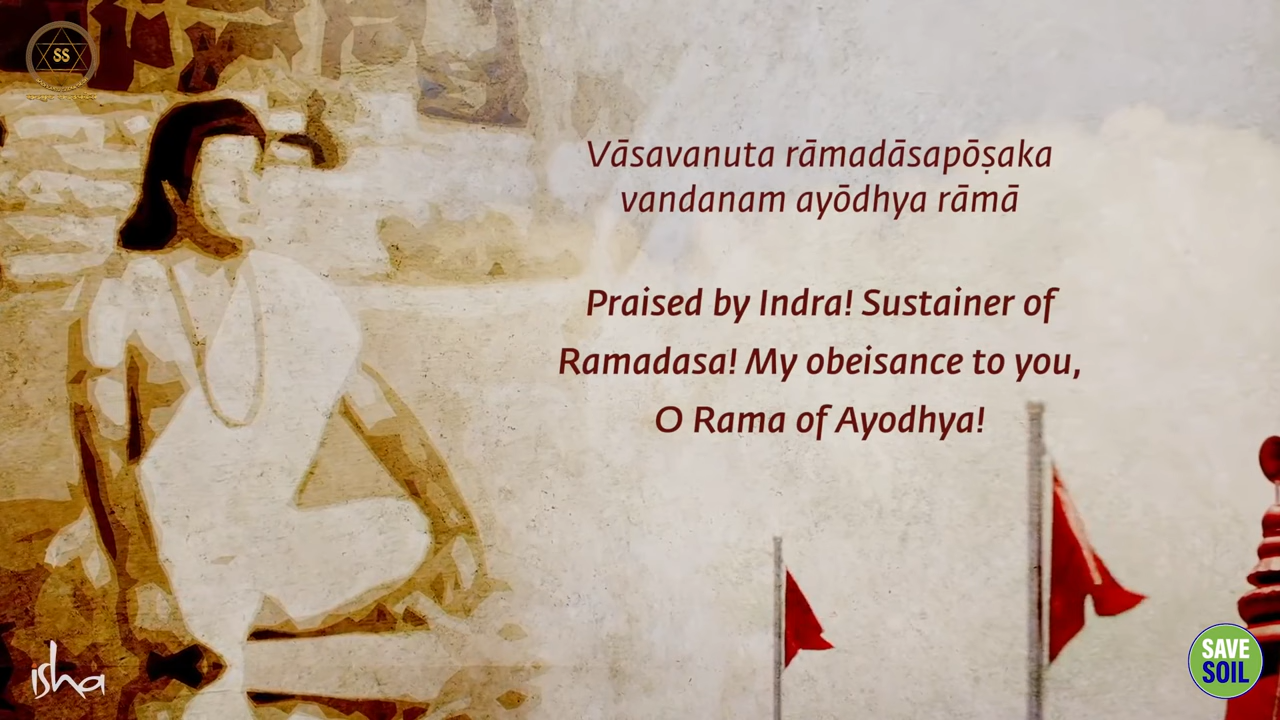 SS
Vāsavanuta rāmadāsapōṣaka
vandanam ayōdhya rāmā
Praised by Indra! Sustainer of
Ramadasa! My obeisance to you,
O Rama of Ayodhya!
isha
SAVE
SOIL